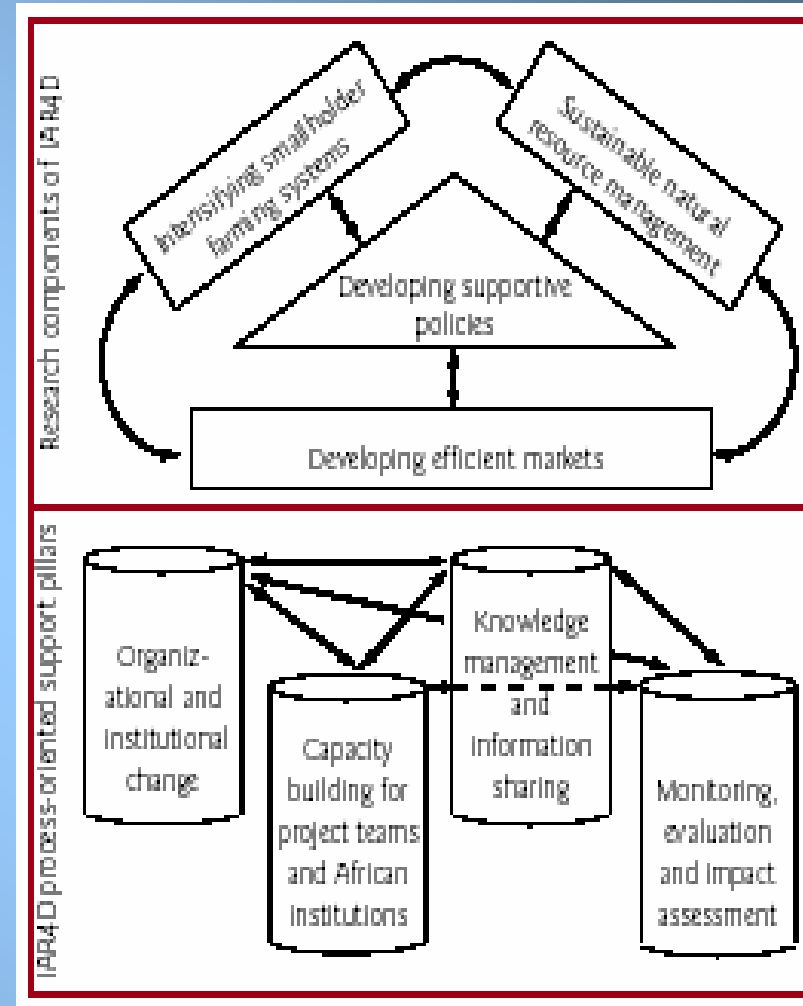 Research components of IAR4D
Intensifying smallholder
farming systems
Sustainable natural
resource management
Developing supportive
policies
Developing efficient markets
IAR4D process-oriented support pillars
Organiz-
ational and
institutional
change
Capacity
building for
project teams
and African
institutions
Knowledge
management
and
information
sharing
Monitoring,
evaluation
and impact
assessment